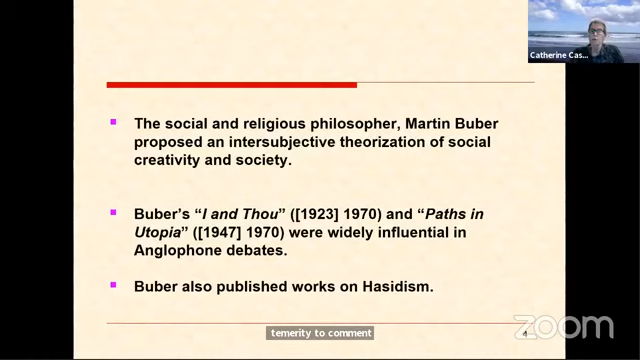 Catherine Cas...
The social and religious philosopher, Martin Buber
proposed an intersubjective theorization of social
creativity and society.
Buber's "I and Thou" ([1923] 1970) and "Paths in
Utopia" ([1947] 1970) were widely influential in
Anglophone debates.
Buber also published works on Hasidism.
temerity to comment
4
zoom